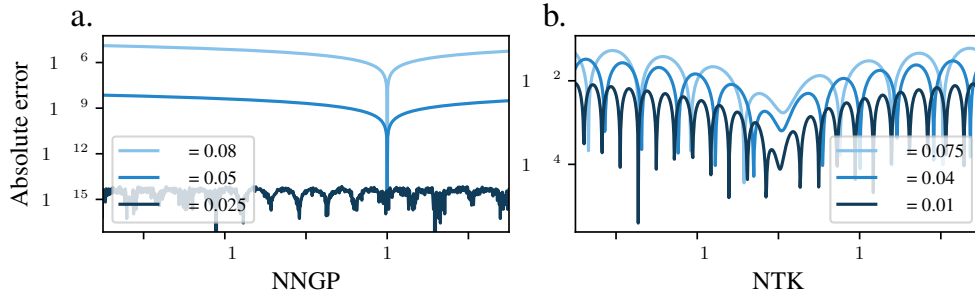 a.
b.
Absolute error
1 6
1 9
1 12
1 15
= 0.08
= 0.05
= 0.025
1 1
NNGP
1 2
1 4
= 0.075
= 0.04
= 0.01
1 1
NTK